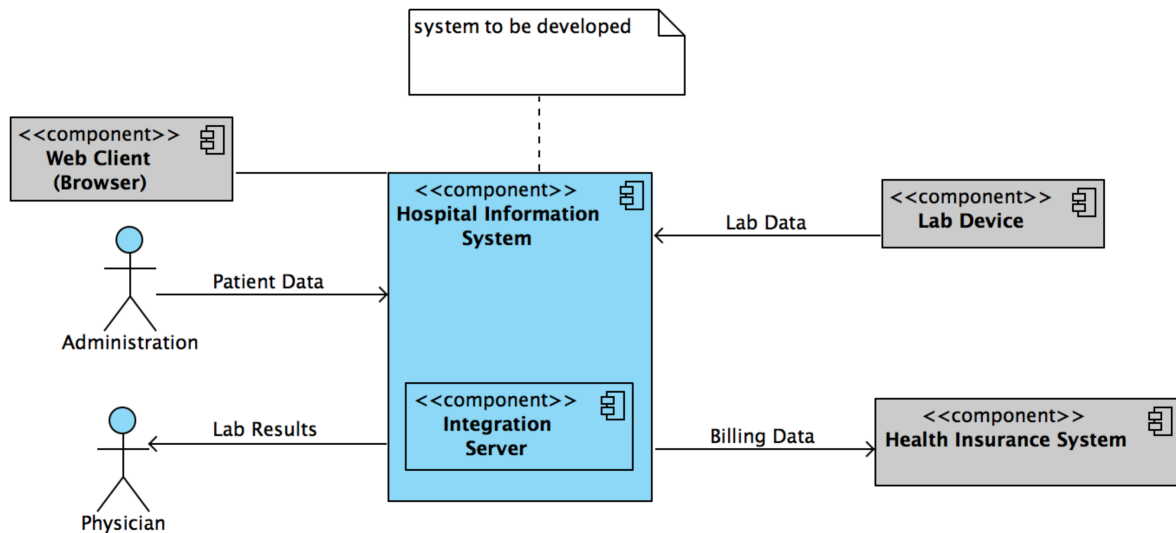 system to be developed
<<component>>
Web Client
(Browser)
<<component>>
Hospital Information
System
<<component>>
Lab Device
Lab Data
Patient Data
Administration
<<component>>
Integration
Server
Lab Results
Billing Data
<<component>>
Health Insurance System
Physician